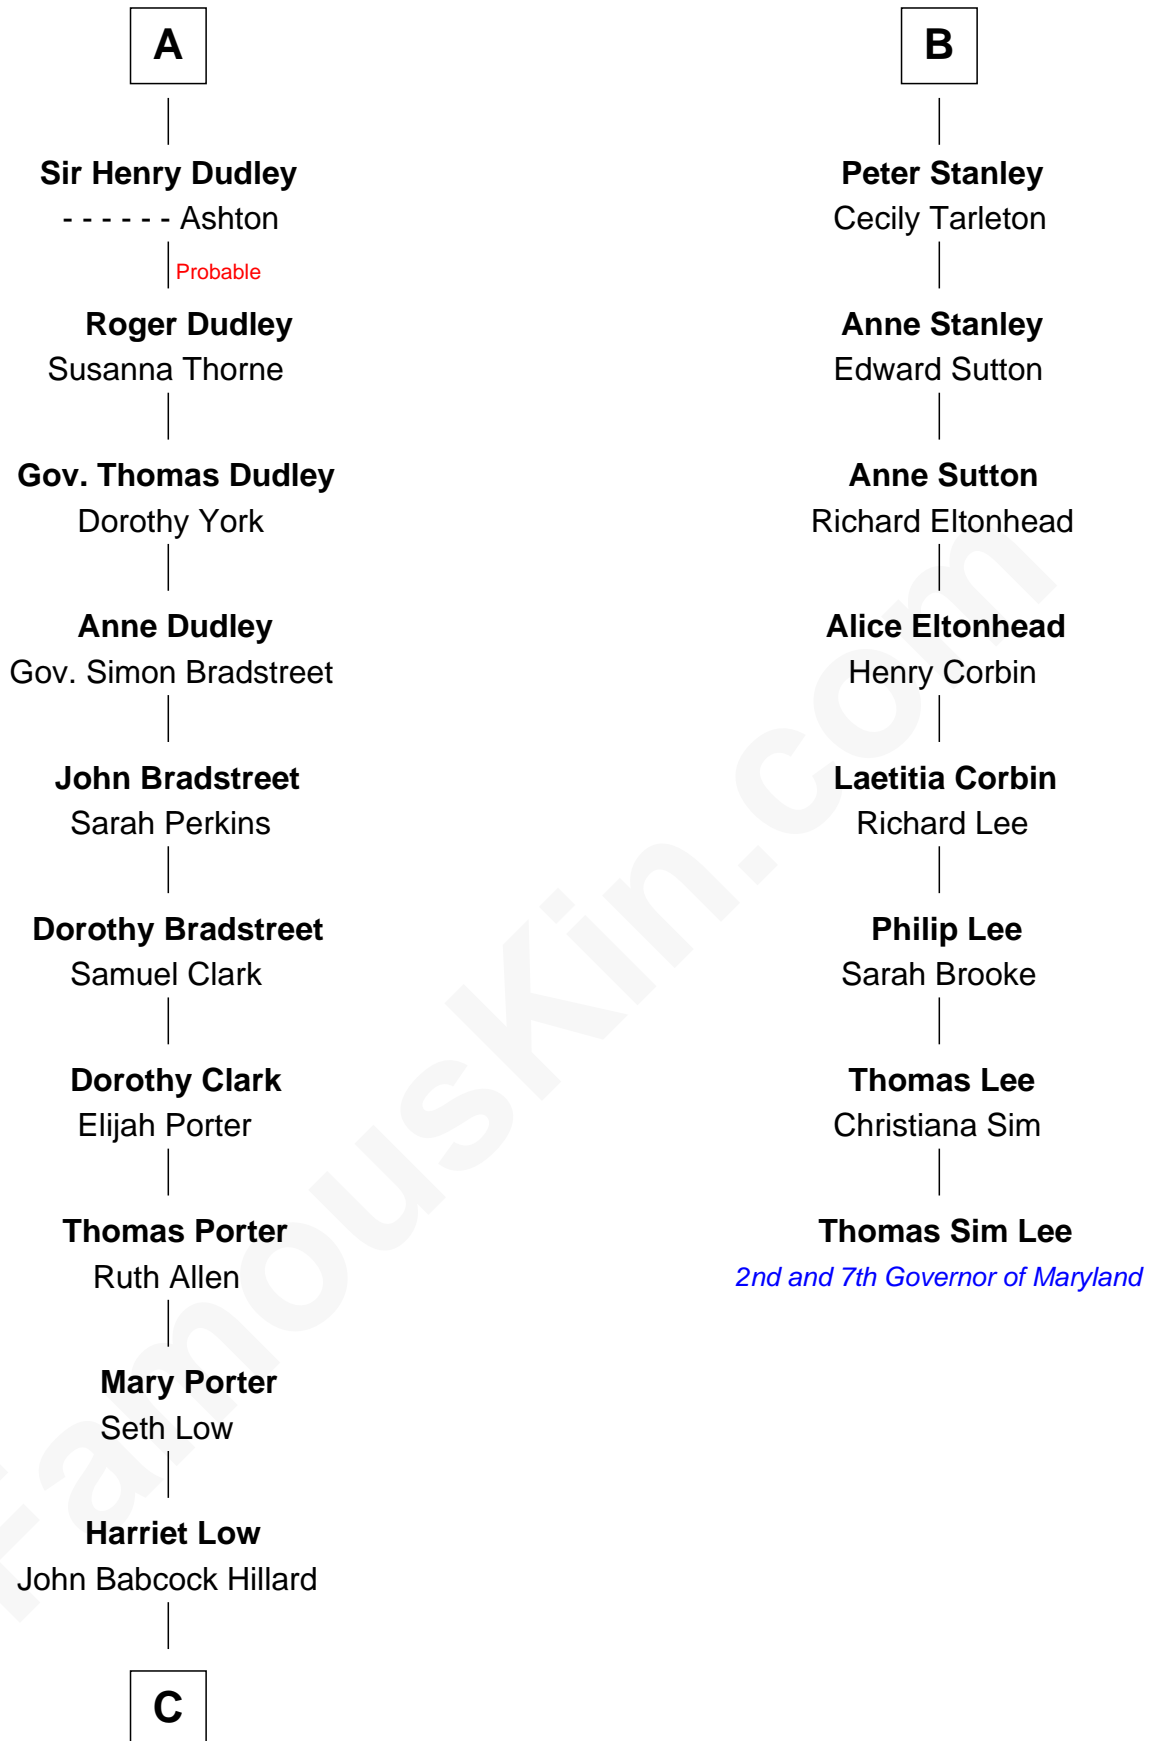 A
Sir Henry Dudley
- - - - - - Ashton
Probable
Roger Dudley
Susanna Thorne
Gov. Thomas Dudley
Dorothy York
Anne Dudley
Gov. Simon Bradstreet
John Bradstreet
Sarah Perkins
Dorothy Bradstreet
Samuel Clark
Dorothy Clark
Elijah Porter
Thomas Porter
Ruth Allen
Mary Porter
Seth Low
Harriet Low
John Babcock Hillard
C
B
Peter Stanley
Cecily Tarleton
Anne Stanley
Edward Sutton
Anne Sutton
Richard Eltonhead
Alice Eltonhead
Henry Corbin
Laetitia Corbin
Richard Lee
Philip Lee
Sarah Brooke
Thomas Lee
Christiana Sim
Thomas Sim Lee
2nd and 7th Governor of Maryland
FamousKin.com